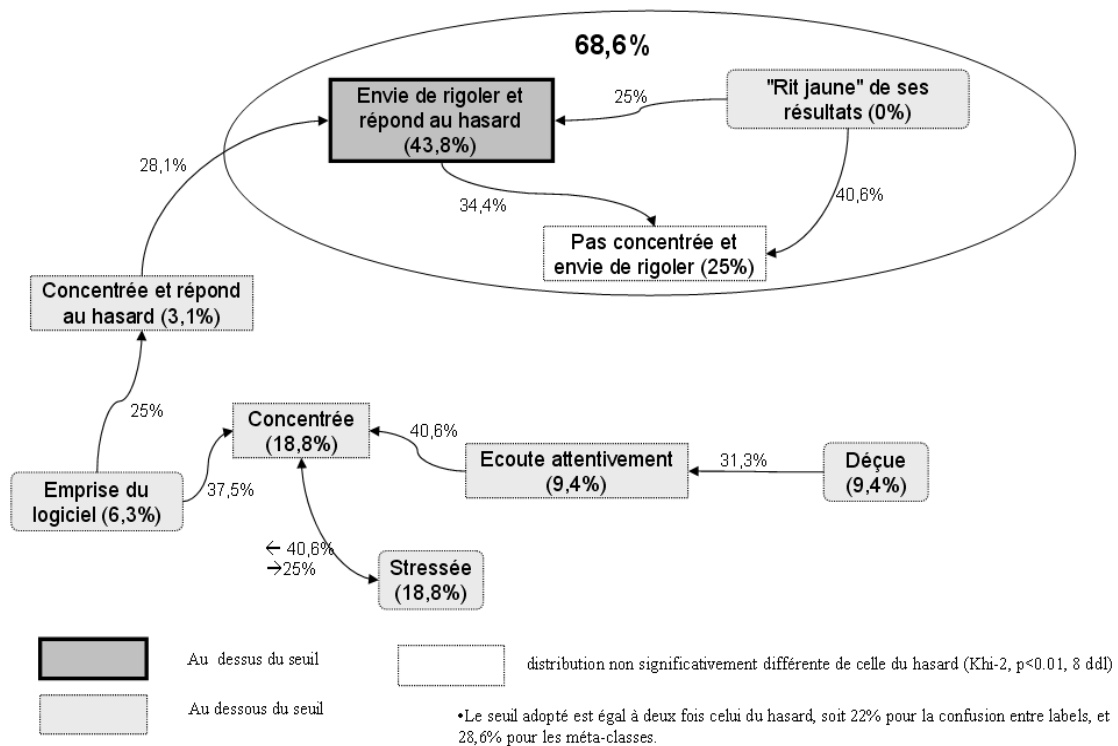 68,6%
Envie de rigoler et
répond au hasard
(43,8%)
25%
"Rit jaune" de ses
résultats (0%)
28,1%
34,4%
40,6%
Pas concentrée et
envie de rigoler (25%)
Concentrée et répond
au hasard (3,1%)
25%
Concentrée
(18,8%)
40,6%
Ecoute attentivement
(9,4%)
31,3%
Déçue
(9,4%)
Emprise du
logiciel (6,3%)
37,5%
← 40,6%
→25%
Stressée
(18,8%)
Au dessus du seuil
distribution non significativement différente de celle du hasard (Khi-2, p<0.01, 8 ddl)
Au dessous du seuil
•Le seuil adopté est égal à deux fois celui du hasard, soit 22% pour la confusion entre labels, et
28,6% pour les méta-classes.